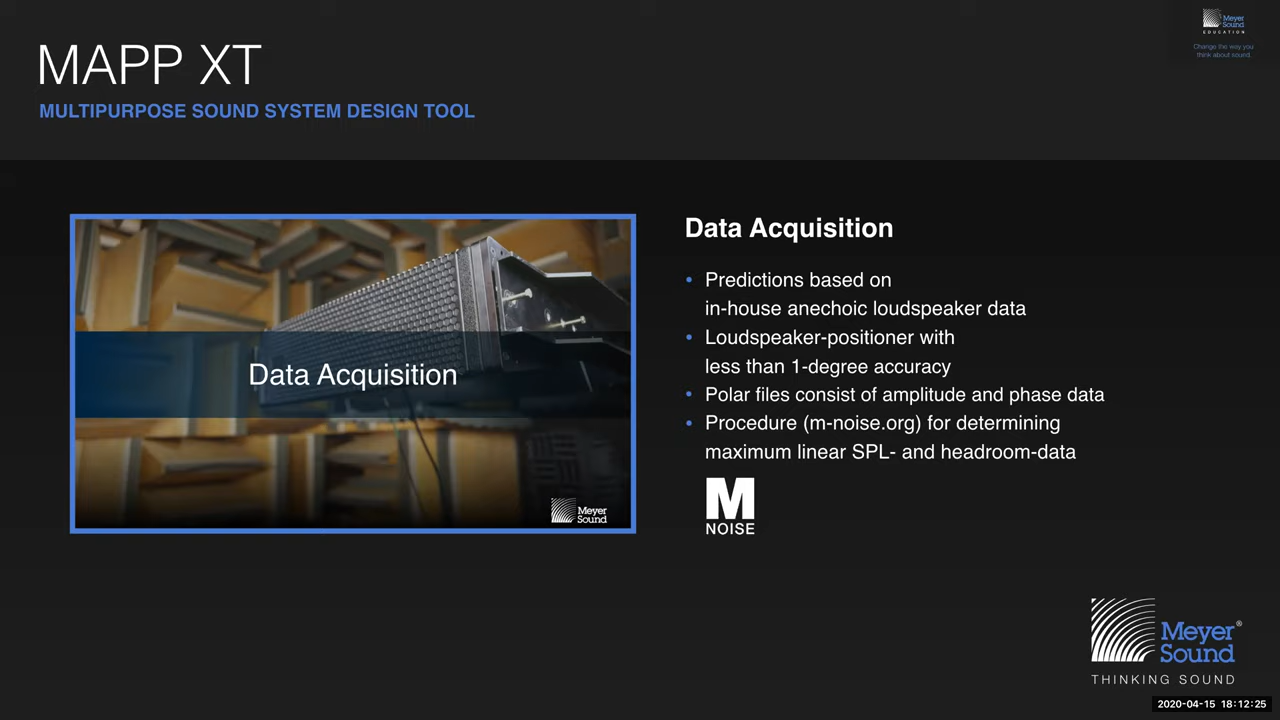 MAPP XT
MULTIPURPOSE SOUND SYSTEM DESIGN TOOL
Meyer
Sound
EDUCATION
Change the way you
think about sound.
Data Acquisition
Meyer
Sound
Data Acquisition
• Predictions based on
in-house anechoic loudspeaker data
• Loudspeaker-positioner with
less than 1-degree accuracy
• Polar files consist of amplitude and phase data
• Procedure (m-noise.org) for determining
maximum linear SPL- and headroom-data
M
NOISE
Meyer®
Sound
THINKING SOUND
2020-04-15 18:12:25